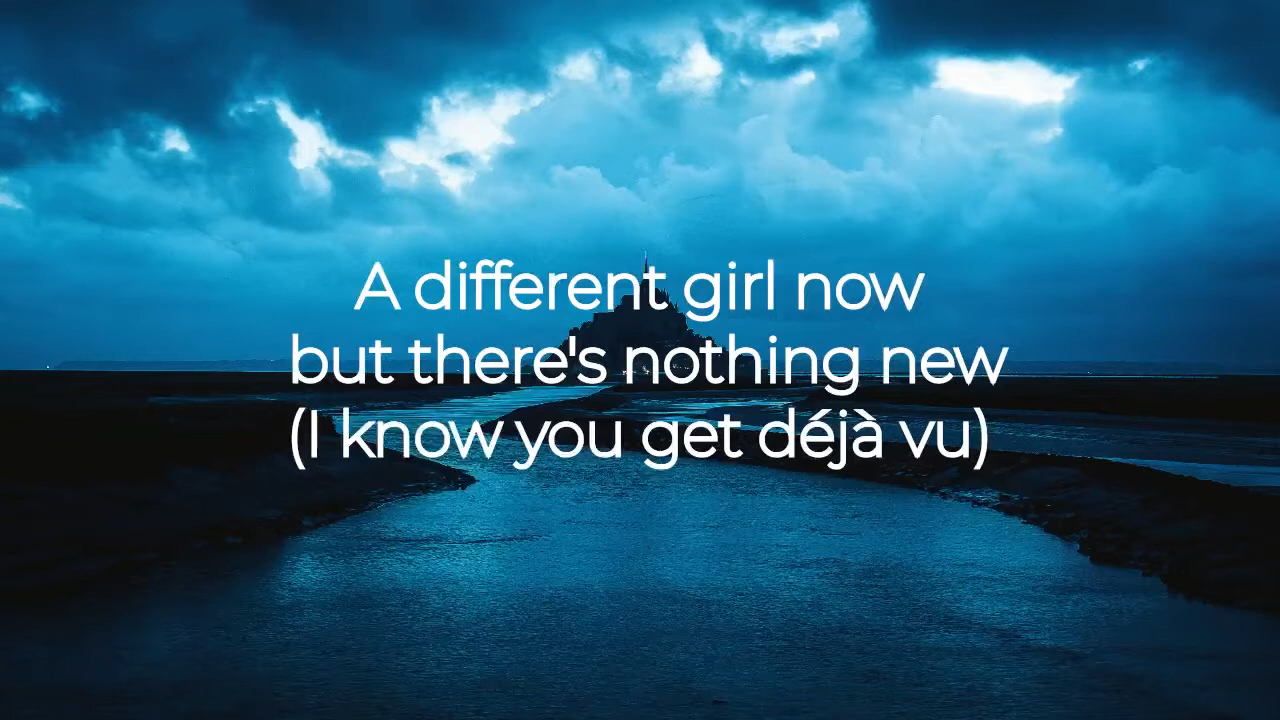 A different girl now
but there's nothing new
(I know you get déjà vu)